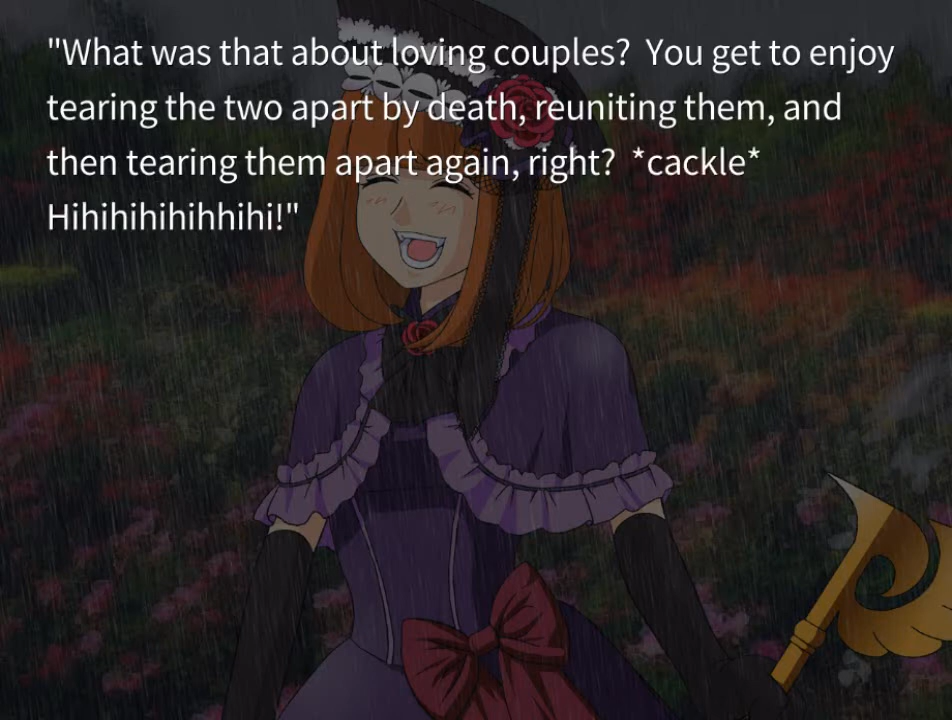 "What was that about loving couples?  You get to enjoy
tearing the two apart by death, reuniting them, and
then tearing them apart again, right?  *cackle*
Hihihihihihhihi!"